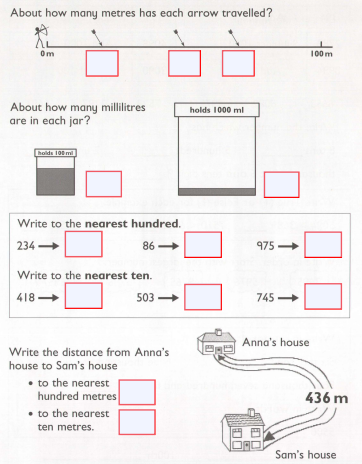 About how many metres has each arrow travelled?
0 m 100 m
About how many millilitres
are in each jar?
holds 1000 ml
holds 100 ml
Write to the nearest hundred.
234 → 86 → 975 →
Write to the nearest ten.
418 → 503 → 745 →
Anna's house
Write the distance from Anna's
house to Sam's house
• to the nearest
hundred metres
436 m
• to the nearest
ten metres.
Sam's house